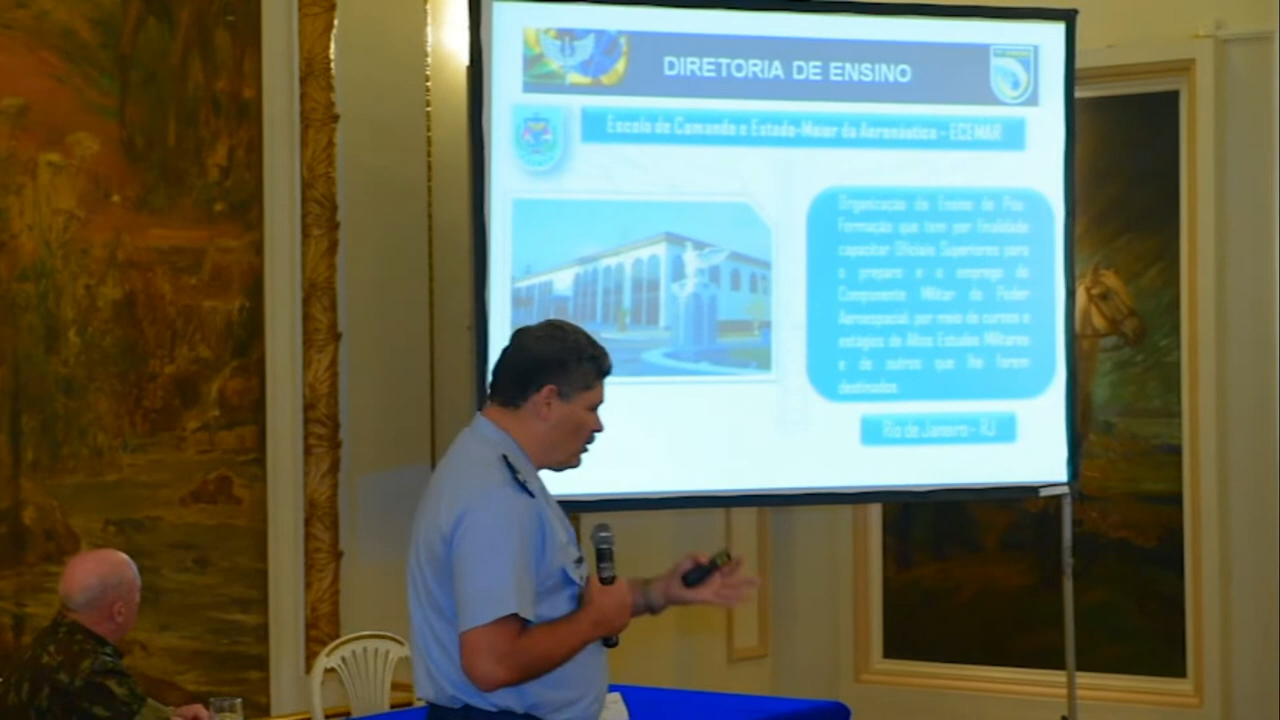 DIRETORIA DE ENSINO
Escola de Comando e Estado-Maior da Aeronáutica - ECEMAR
Organização de Ensino de Pós-
Formação que tem por finalidade
capacitar Oficiais Superiores para
o preparo e o emprego do
Componente Militar do Poder
Aeroespacial, por meio de cursos e
estágios de Altos Estudos Militares
e de outros que lhe forem
destinados.
Rio de Janeiro - RJ